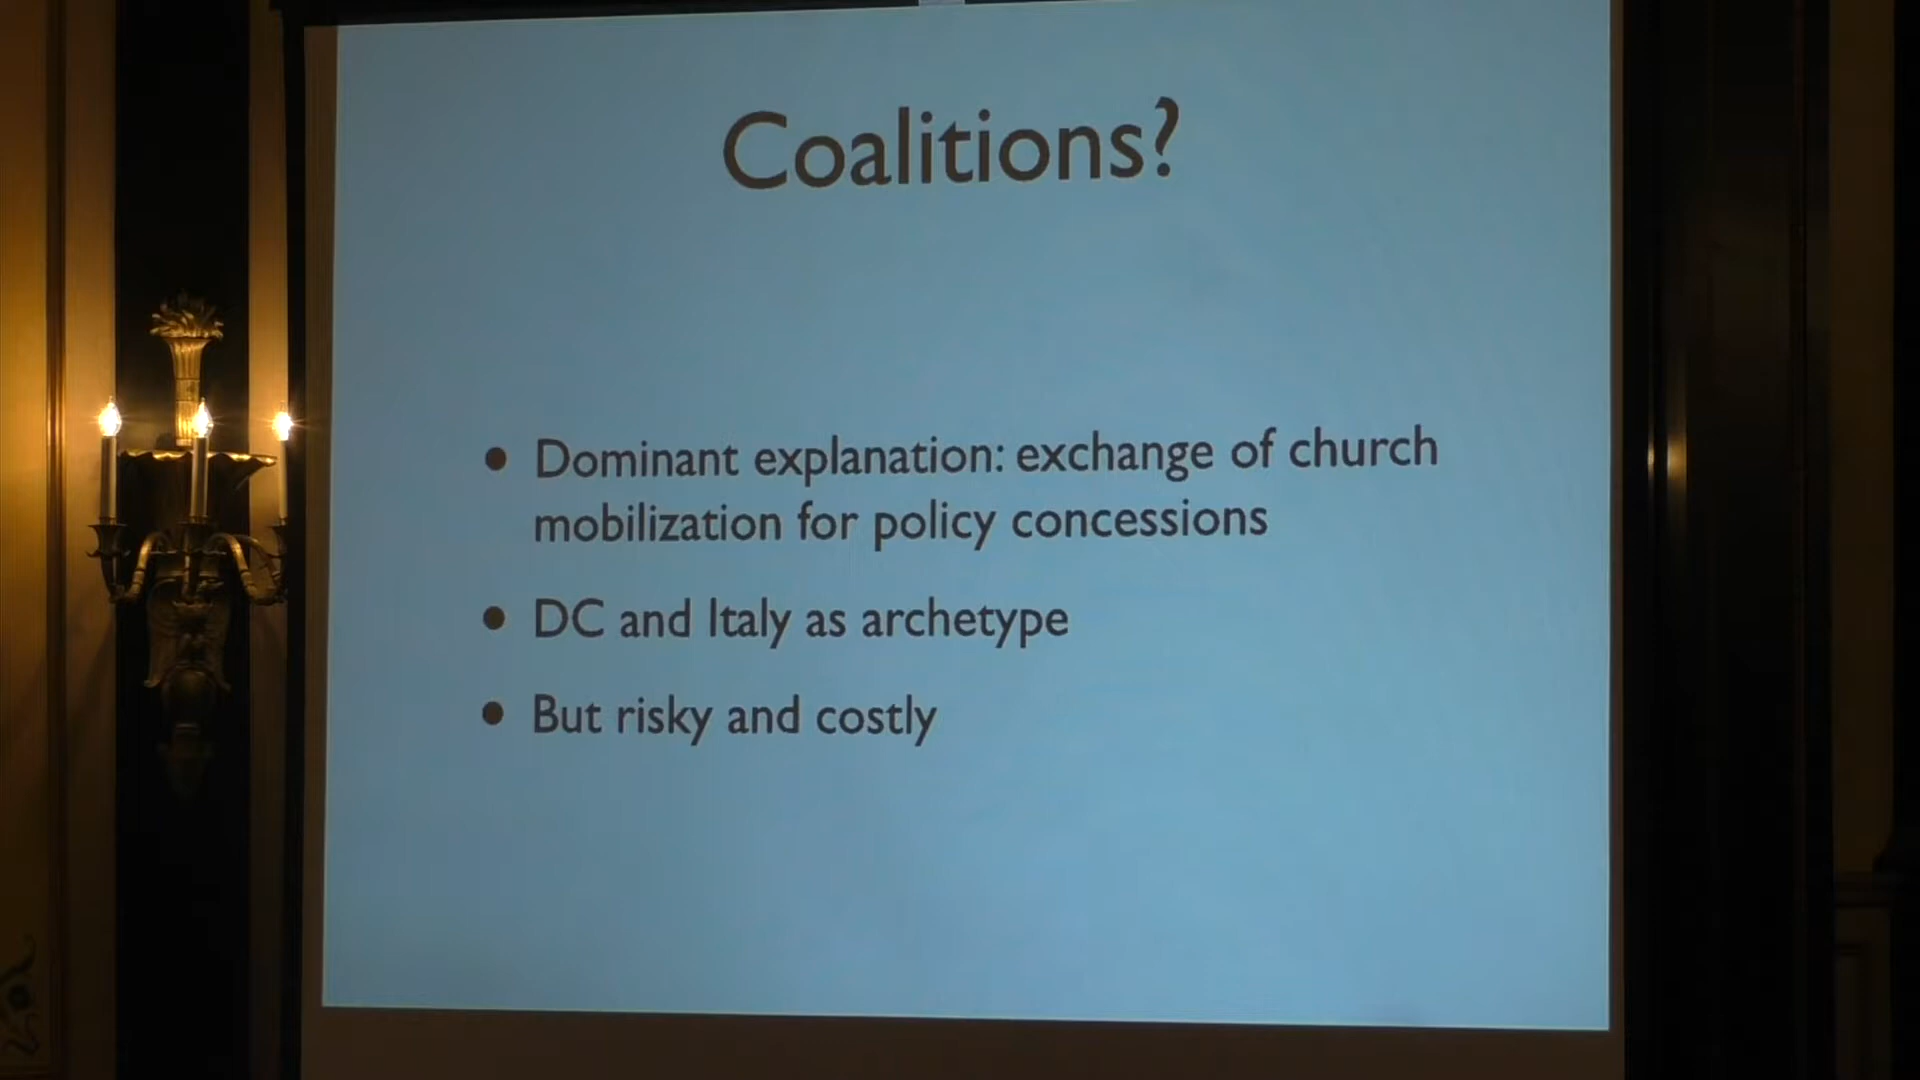 Coalitions?
• Dominant explanation: exchange of church
mobilization for policy concessions
• DC and Italy as archetype
• But risky and costly